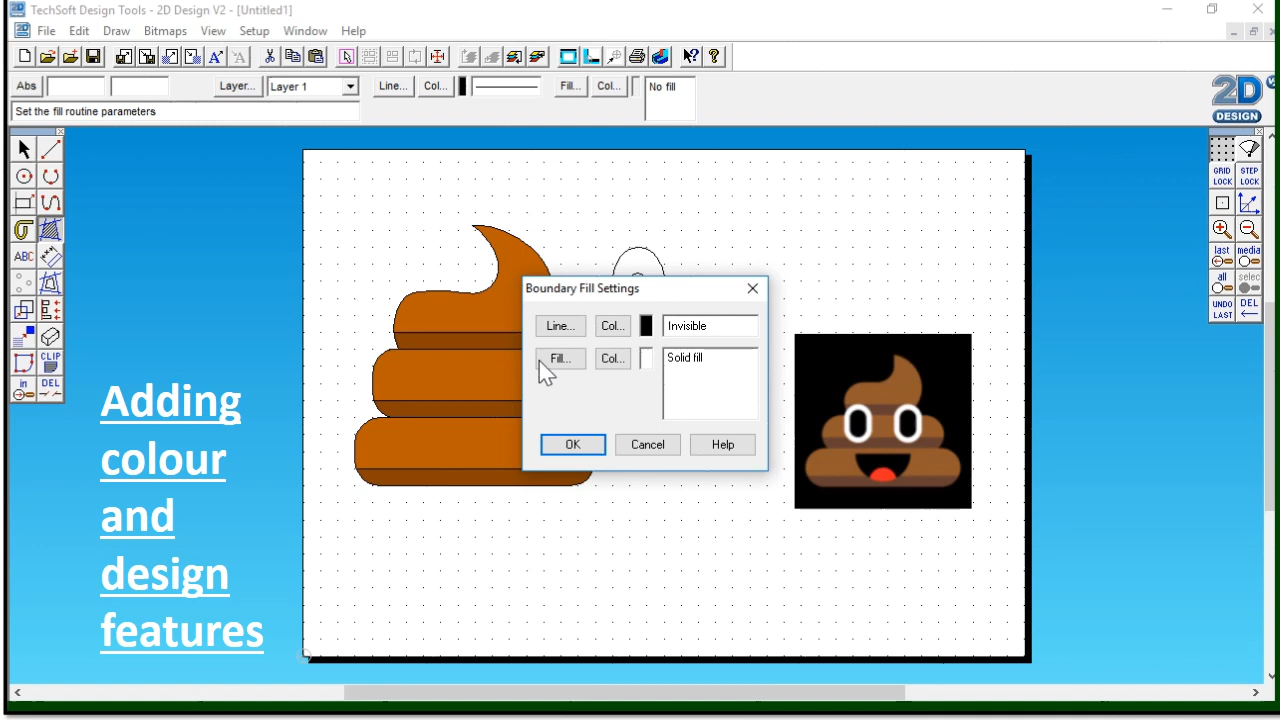 TechSoft Design Tools - 2D Design V2 - [Untitled1]
File Edit Draw Bitmaps View Setup Window Help
Abs Layer... Layer 1 Line... Col... Fill... Col... No fill
Set the fill routine parameters
2D
DESIGN
GRID LOCK STEP LOCK
ABC
last media
all selec
UNDO LAST DEL
CLIP
in DEL
Boundary Fill Settings
Line... Col... Invisible
Fill... Col... Solid fill
OK Cancel Help
Adding
colour
and
design
features